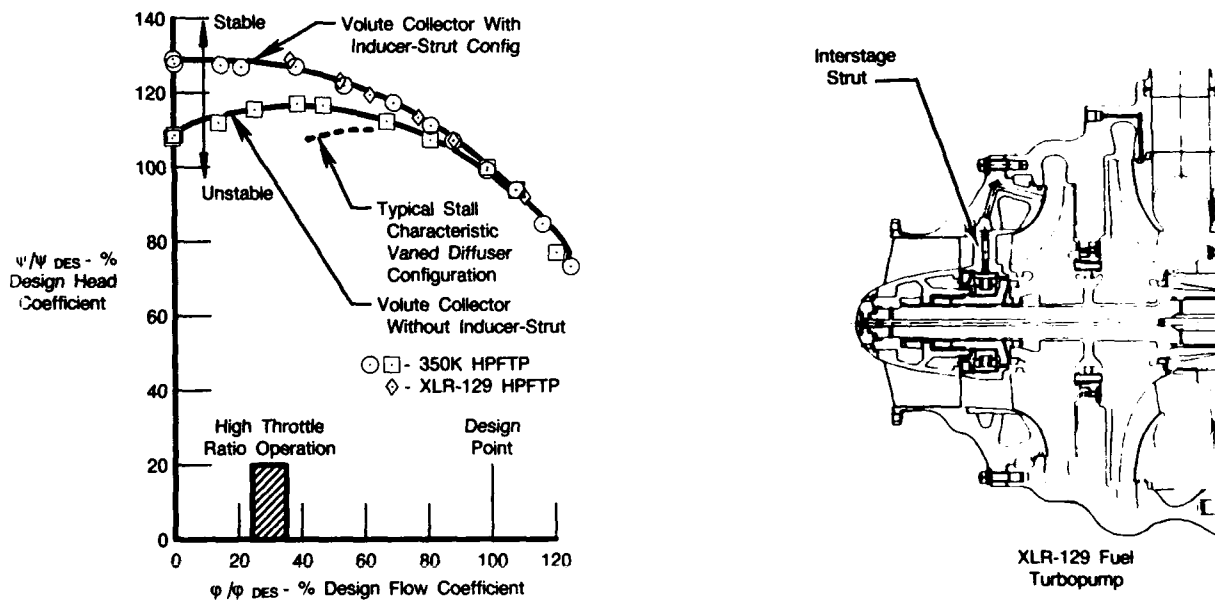 140
120
100
80
60
40
20
0
Stable
Unstable
Volute Collector With
Inducer-Strut Config
Typical Stall
Characteristic
Vaned Diffuser
Configuration
Volute Collector
Without Inducer-Strut
- 350K HPFTP
- XLR-129 HPFTP
High Throttle
Ratio Operation
Design
Point
Ψ/Ψ DES - %
Design Head
Coefficient
0 20 40 60 80 100 120
φ/φ DES - % Design Flow Coefficient
Interstage
Strut
XLR-129 Fuel
Turbopump